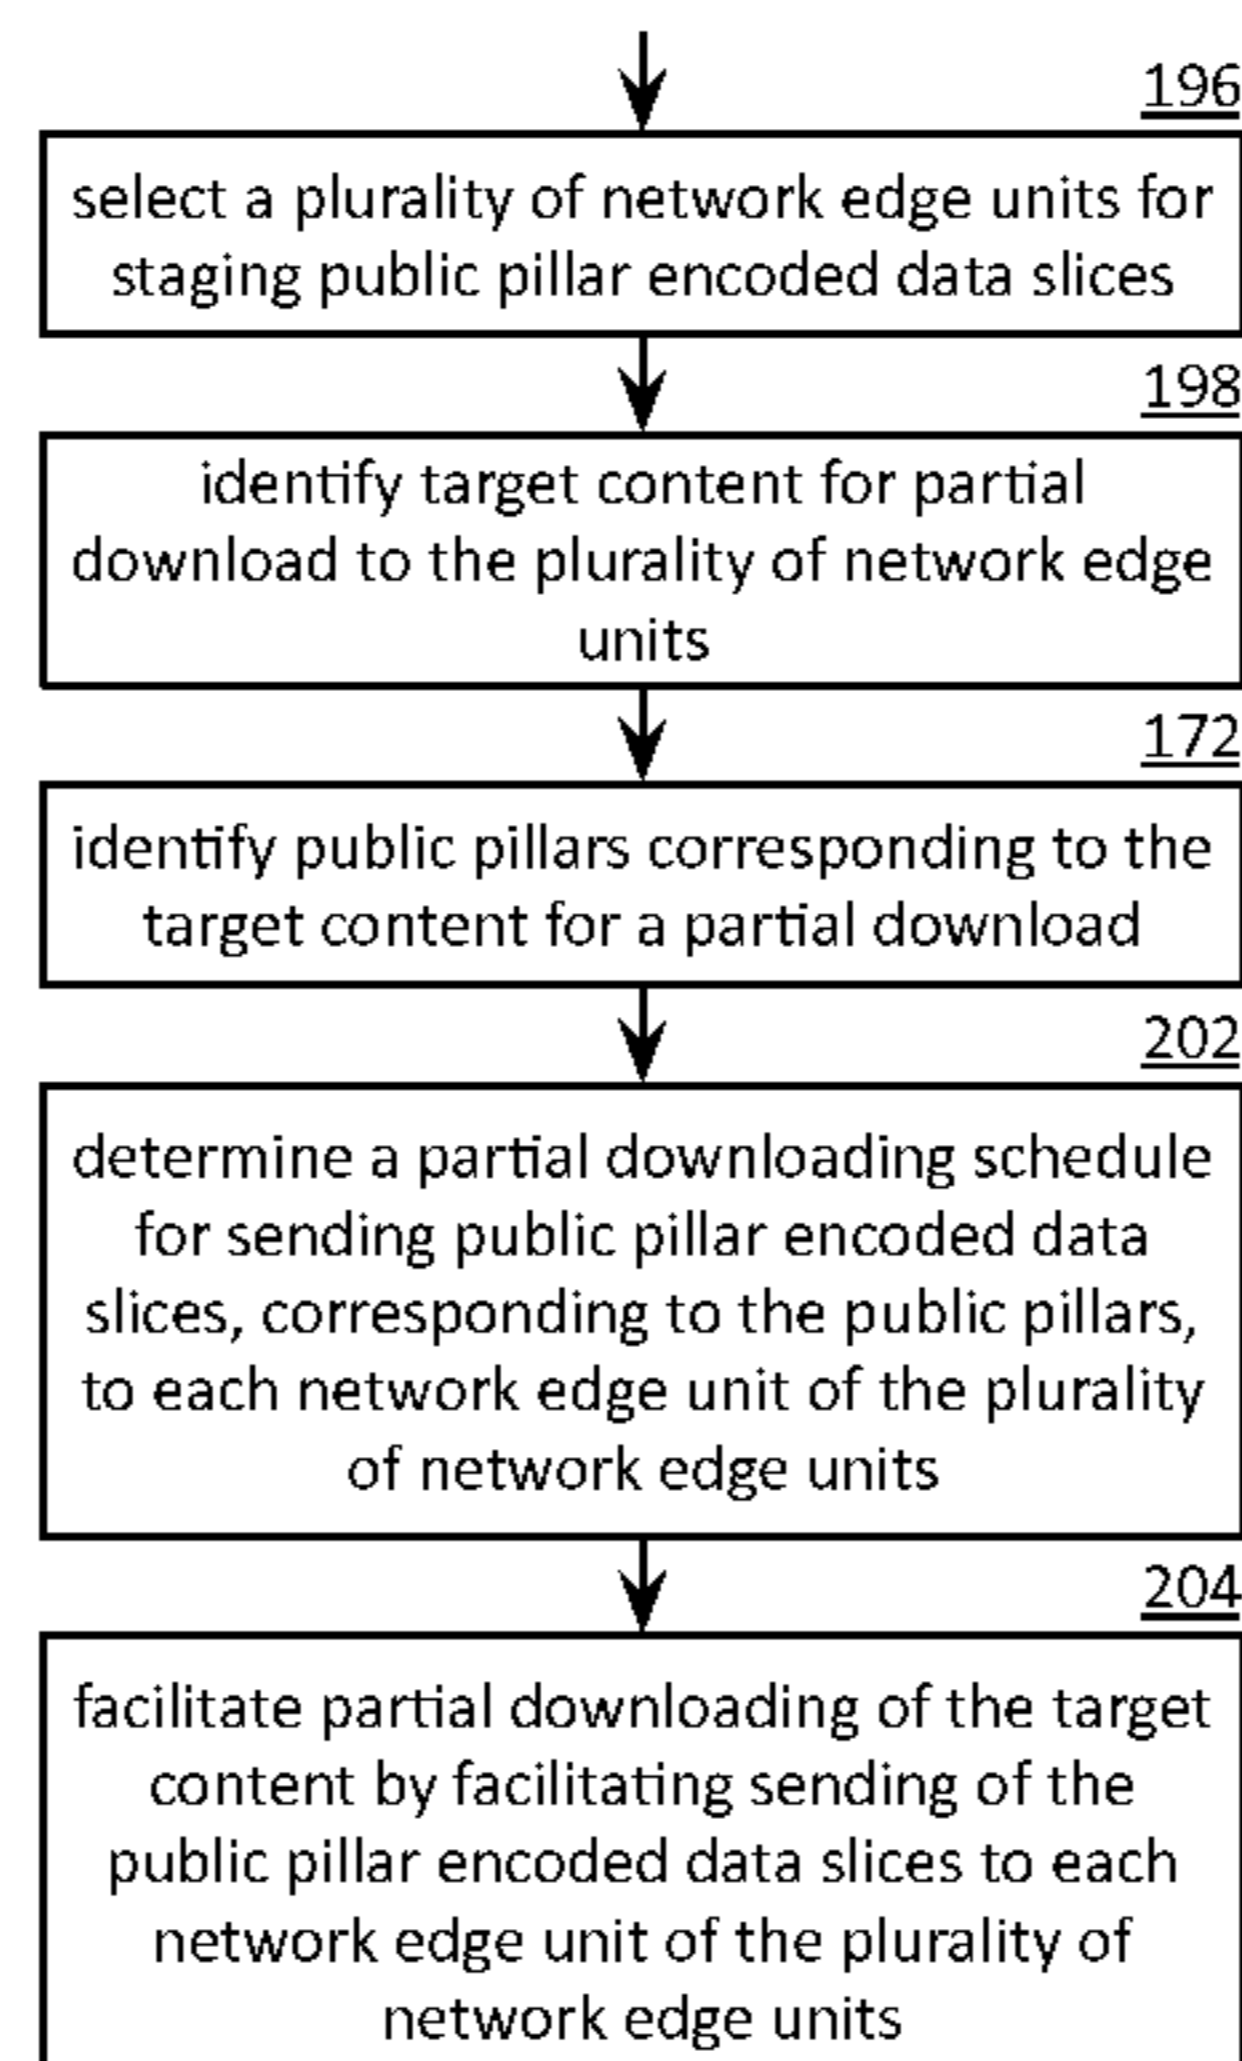 196
select a plurality of network edge units for
staging public pillar encoded data slices
198
identify target content for partial
download to the plurality of network edge
units
172
identify public pillars corresponding to the
target content for a partial download
202
determine a partial downloading schedule
for sending public pillar encoded data
slices, corresponding to the public pillars,
to each network edge unit of the plurality
of network edge units
204
facilitate partial downloading of the target
content by facilitating sending of the
public pillar encoded data slices to each
network edge unit of the plurality of
network edge units